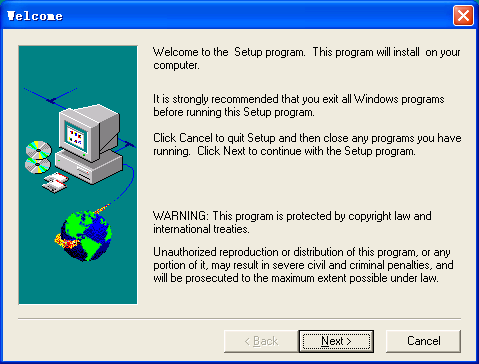 Welcome
Welcome to the  Setup program.  This program will install  on your
computer.
It is strongly recommended that you exit all Windows programs
before running this Setup program.
Click Cancel to quit Setup and then close any programs you have
running.  Click Next to continue with the Setup program.
WARNING: This program is protected by copyright law and
international treaties.
Unauthorized reproduction or distribution of this program, or any
portion of it, may result in severe civil and criminal penalties, and
will be prosecuted to the maximum extent possible under law.
< Back
Next >
Cancel